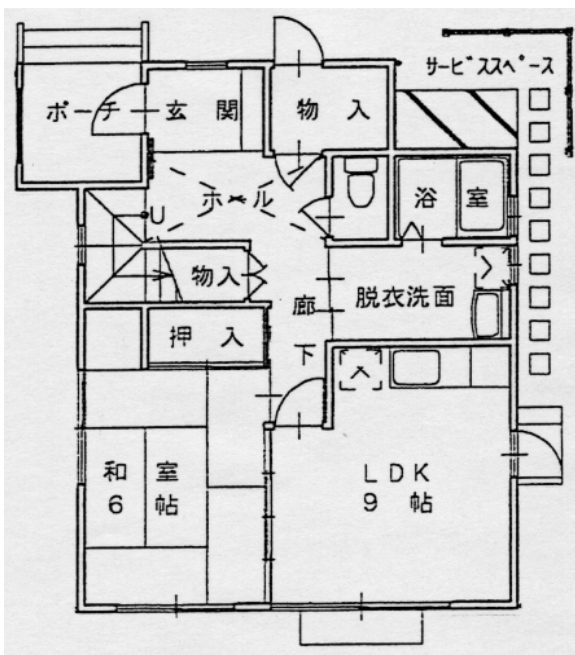 サービススペース
ポーチ
玄関
物入
ホール
U
浴室
物入
脱衣洗面
廊下
押入
和室
6帖
LDK
9帖